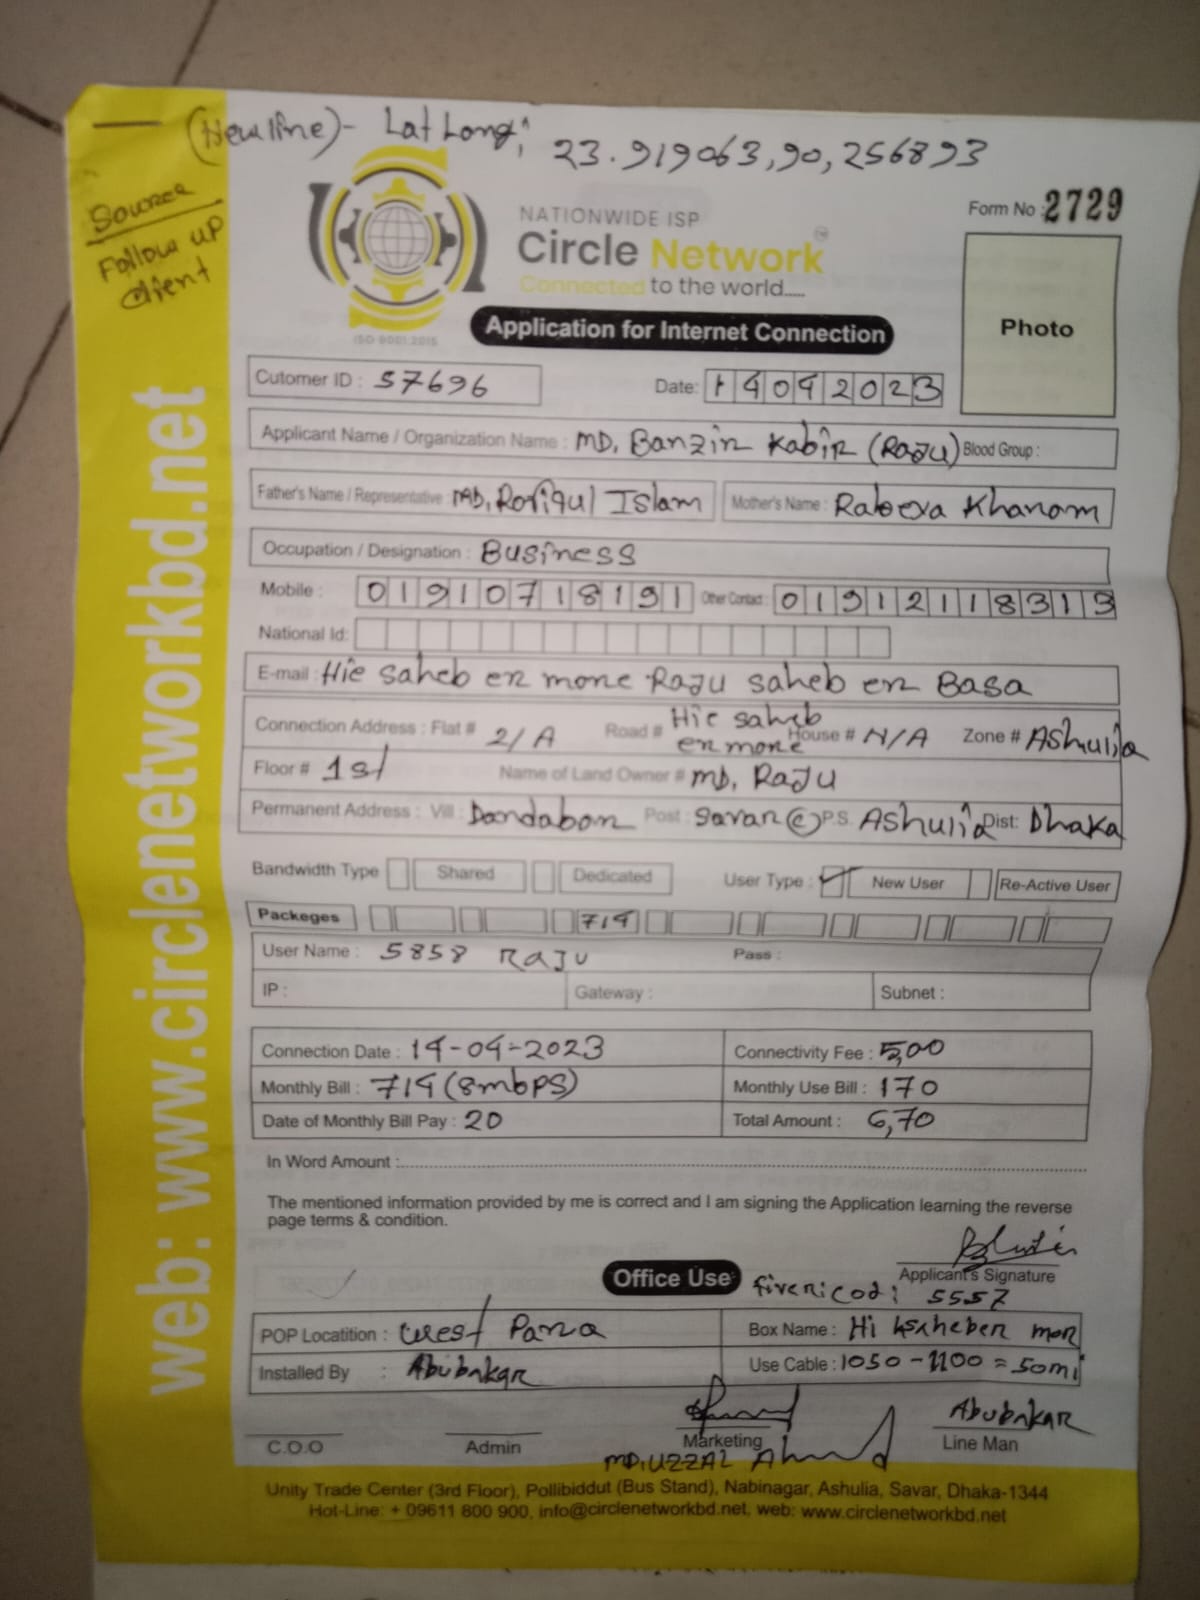 (New line)- Lat Long; 23.919063,90,256893
Source
Follow up
client
web: www.circlenetworkbd.net
NATIONWIDE ISP
Circle Network
Connected to the world.....
ISO 9001:2015
Form No : 2729
Photo
Application for Internet Connection
Cutomer ID : 57696 Date: 14042023
Applicant Name / Organization Name : MD, Banzir Kabir (Raju) Blood Group :
Father's Name / Representative : MD, Rofiqul Islam Mother's Name : Rabeya Khanam
Occupation / Designation : Business
Mobile : 01910718191 Other Contact : 01912118313
National Id:
E-mail : Hie saheb er mone Raju saheb er Basa
Connection Address : Flat # 2/A Road # Hie saheb er mone House # N/A Zone # Ashulia
Floor # 1st Name of Land Owner # MD, Raju
Permanent Address : Vill : Dandabor Post : Savar P.S. Ashulia Dist: Dhaka
Bandwidth Type Shared Dedicated User Type : New User Re-Active User
Packeges 714
User Name : 5858 Raju Pass :
IP : Gateway : Subnet :
Connection Date : 14-04-2023 Connectivity Fee : 5,00
Monthly Bill : 714 (8mbps) Monthly Use Bill : 170
Date of Monthly Bill Pay : 20 Total Amount : 6,70
In Word Amount :
The mentioned information provided by me is correct and I am signing the Application learning the reverse
page terms & condition.
Applicant's Signature
Office Use
5557
POP Locatition : West Para Box Name : Hi
Installed By : Abubakar Use Cable : 1050-1100 = 50mi
Abubakar
C.O.O Admin Marketing Line Man
MD,UZZAL Ahmed
Unity Trade Center (3rd Floor), Pollibiddut (Bus Stand), Nabinagar, Ashulia, Savar, Dhaka-1344
Hot-Line: + 09611 800 900, info@circlenetworkbd.net, web: www.circlenetworkbd.net